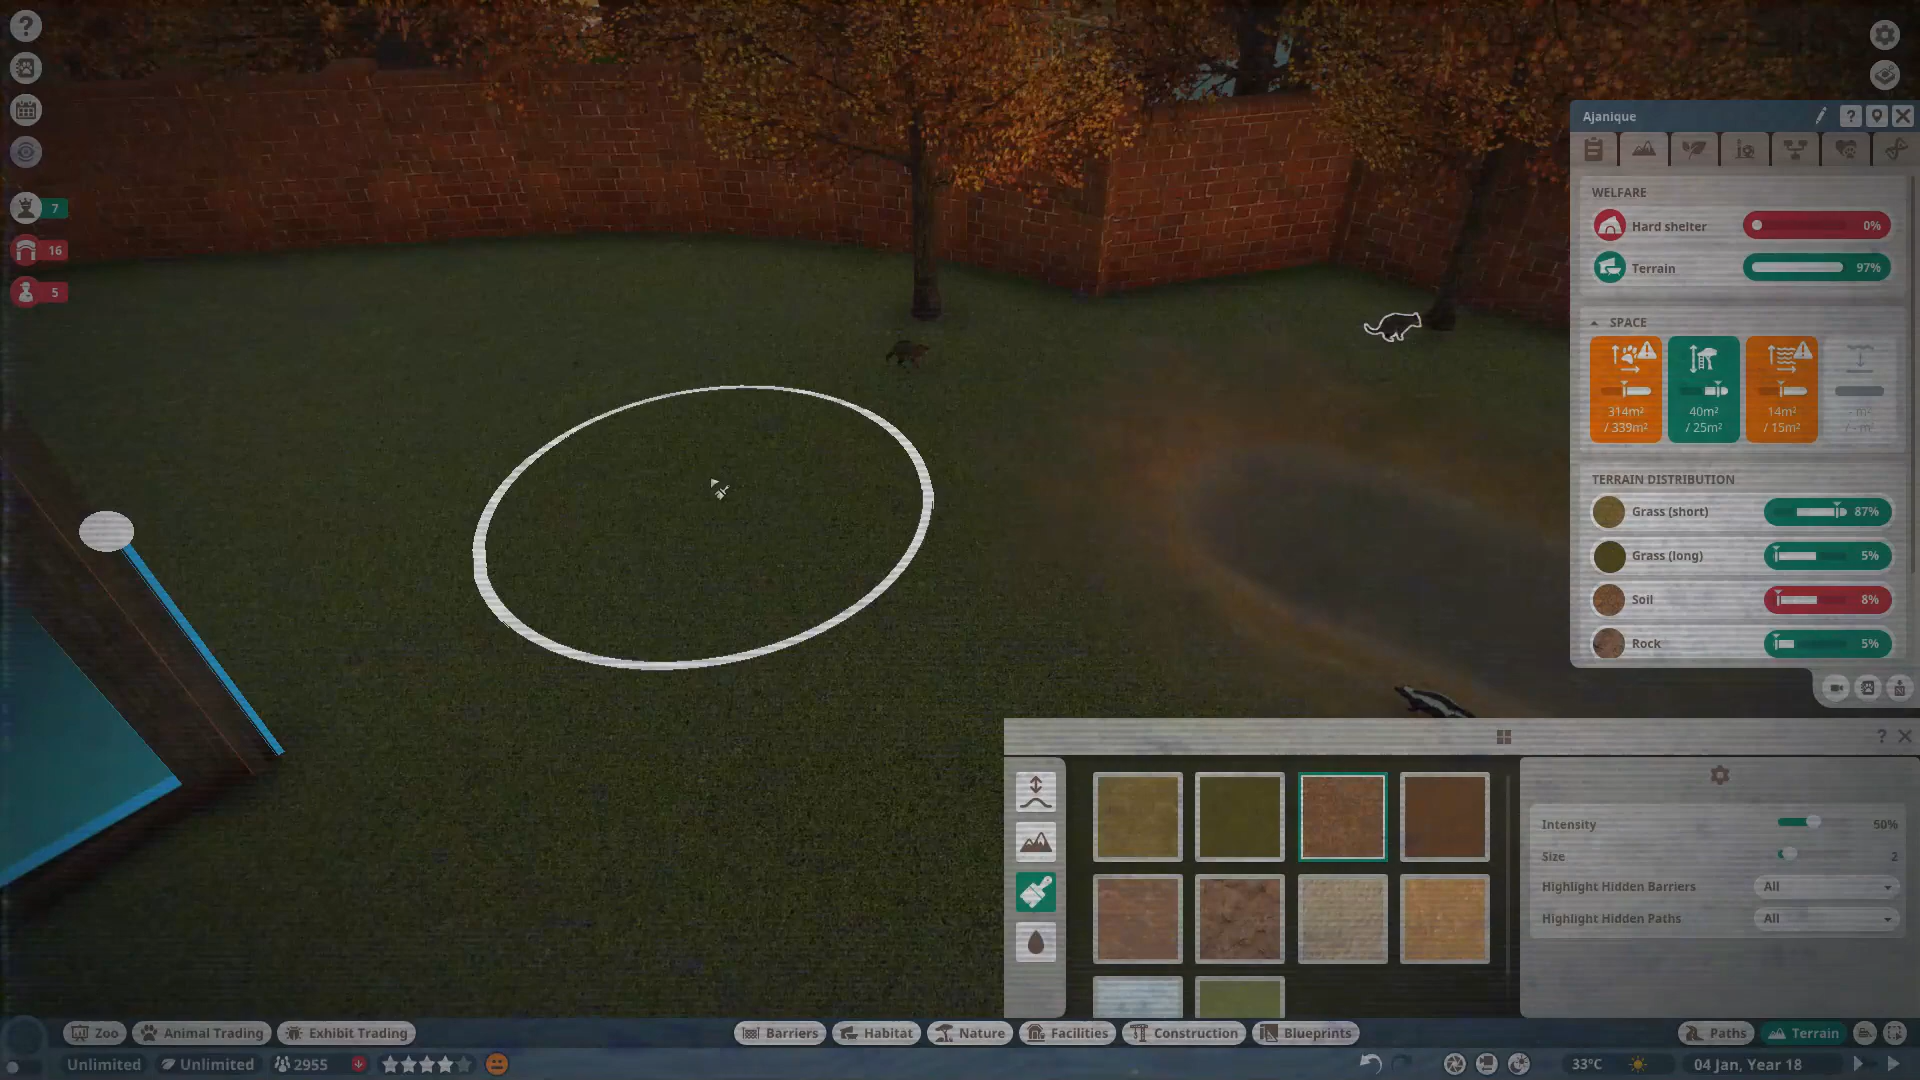 7
16
5
Ajanique
?
WELFARE
Hard shelter 0%
Terrain 97%
SPACE
314m² / 339m²
40m² / 25m²
14m² / 15m²
- m² / - m²
TERRAIN DISTRIBUTION
Grass (short) 87%
Grass (long) 5%
Soil 8%
Rock 5%
?
Intensity 50%
Size 2
Highlight Hidden Barriers All
Highlight Hidden Paths All
Zoo Animal Trading Exhibit Trading Barriers Habitat Nature Facilities Construction Blueprints Paths Terrain
Unlimited Unlimited 2955 33°C 04 Jan, Year 18